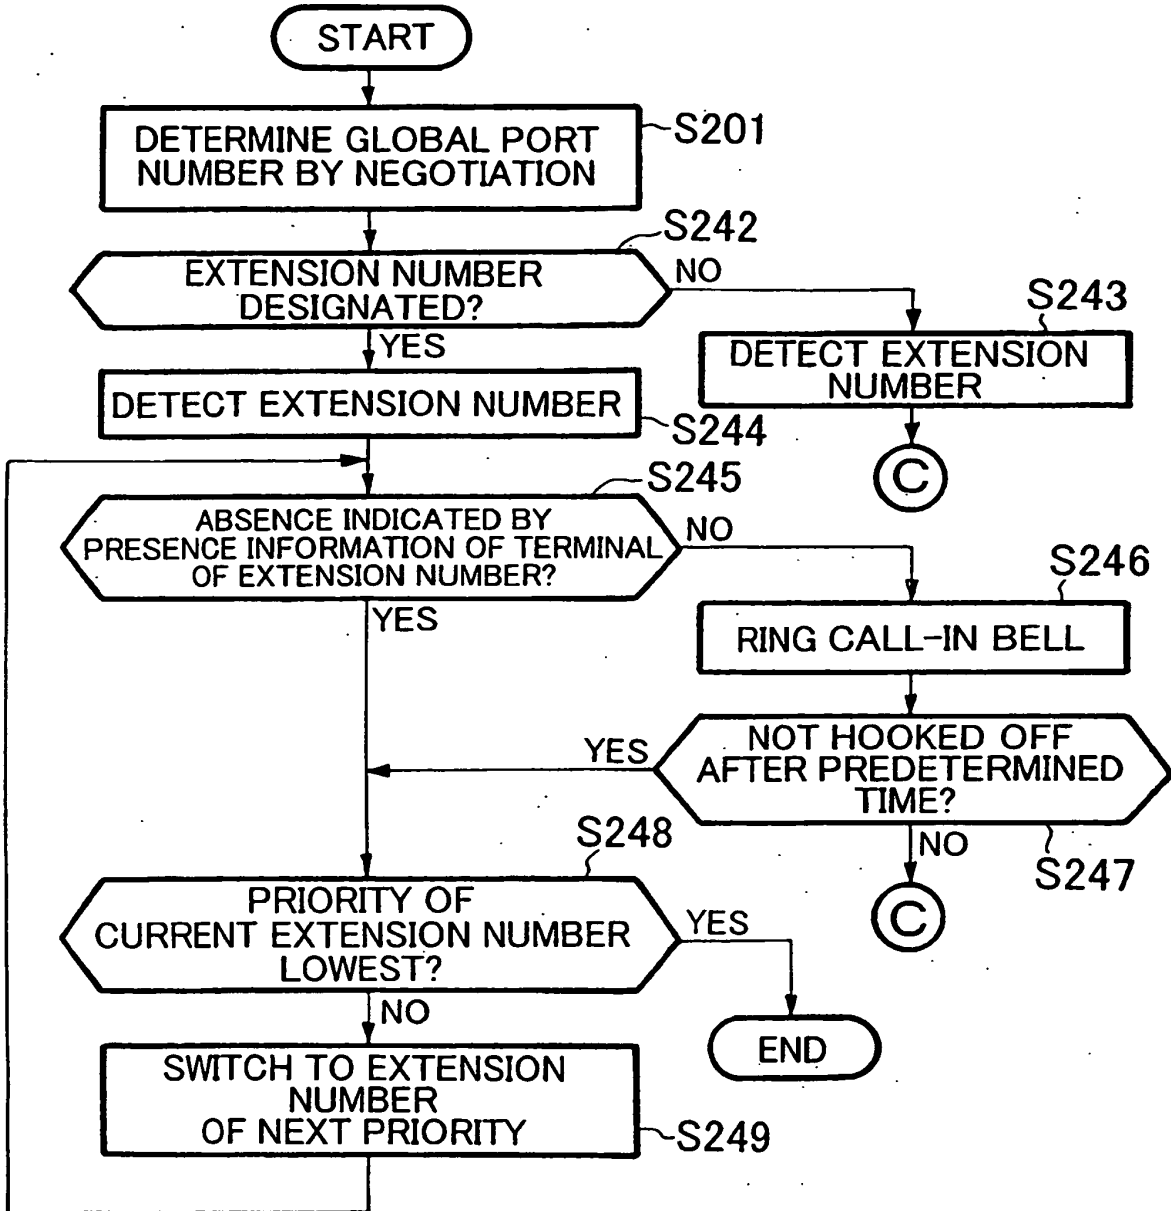 START
DETERMINE GLOBAL PORT
NUMBER BY NEGOTIATION
S201
S242
EXTENSION NUMBER
DESIGNATED?
NO
YES
S243
DETECT EXTENSION
NUMBER
DETECT EXTENSION NUMBER
S244
C
S245
ABSENCE INDICATED BY
PRESENCE INFORMATION OF TERMINAL
OF EXTENSION NUMBER?
NO
YES
S246
RING CALL-IN BELL
NOT HOOKED OFF
AFTER PREDETERMINED
TIME?
YES
NO
S247
C
S248
PRIORITY OF
CURRENT EXTENSION NUMBER
LOWEST?
YES
NO
END
SWITCH TO EXTENSION
NUMBER
OF NEXT PRIORITY
S249